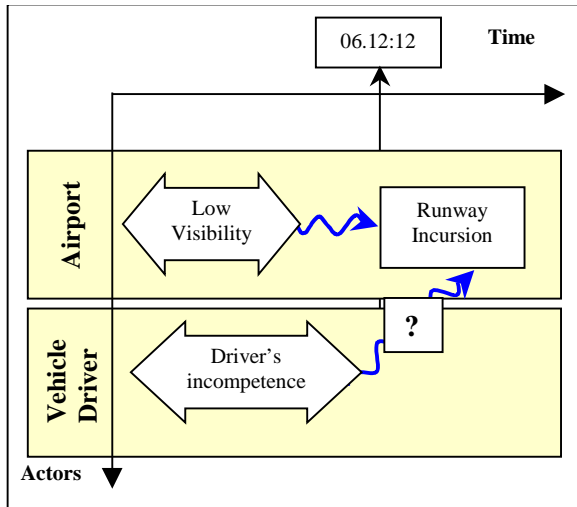 06.12:12
Time
Airport
Low
Visibility
Runway
Incursion
?
Vehicle
Driver
Driver's
incompetence
Actors